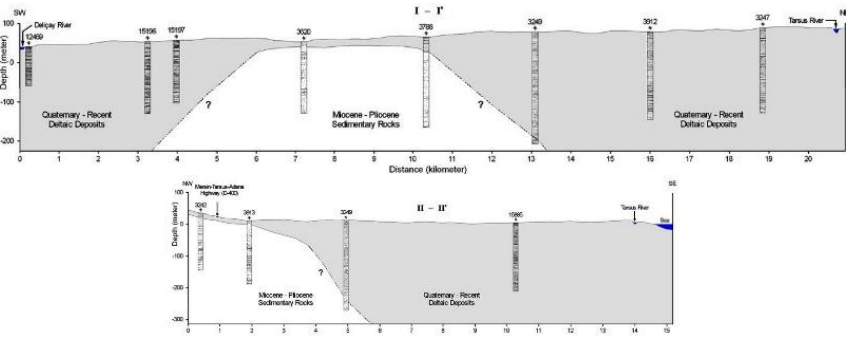 I - I'
SW
NE
Deliçay River
Tarsus River
12469
15196
15197
3020
3788
3249
3912
3247
Depth (meter)
100
0
-100
-200
?
?
Quaternary - Recent
Deltaic Deposits
Miocene - Pliocene
Sedimentary Rocks
Quaternary - Recent
Deltaic Deposits
0 1 2 3 4 5 6 7 8 9 10 11 12 13 14 15 16 17 18 19 20
Distance (kilometer)
II - II'
NW
SE
Mersin-Tarsus-Adana
Highway (D-400)
Tarsus River
Sea
3242
3913
3249
Depth (meter)
100
0
-100
-200
-300
?
Miocene - Pliocene
Sedimentary Rocks
Quaternary - Recent
Deltaic Deposits
0 1 2 3 4 5 6 7 8 9 10 11 12 13 14 15